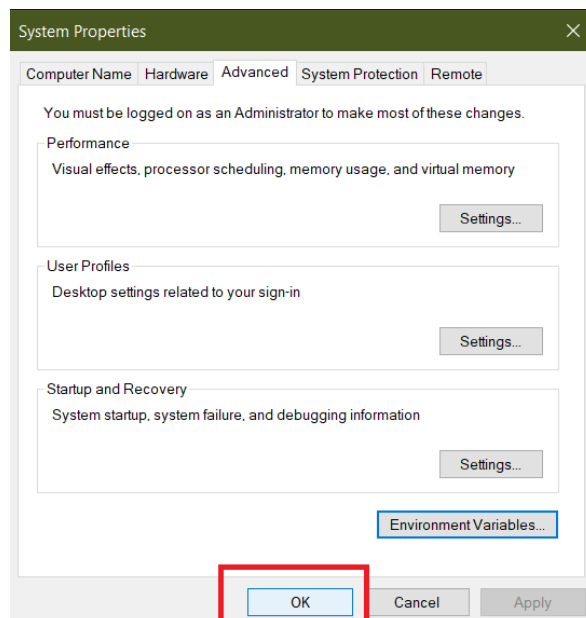 System Properties
Computer Name Hardware Advanced System Protection Remote
You must be logged on as an Administrator to make most of these changes.
Performance
Visual effects, processor scheduling, memory usage, and virtual memory
Settings...
User Profiles
Desktop settings related to your sign-in
Settings...
Startup and Recovery
System startup, system failure, and debugging information
Settings...
Environment Variables...
OK Cancel Apply